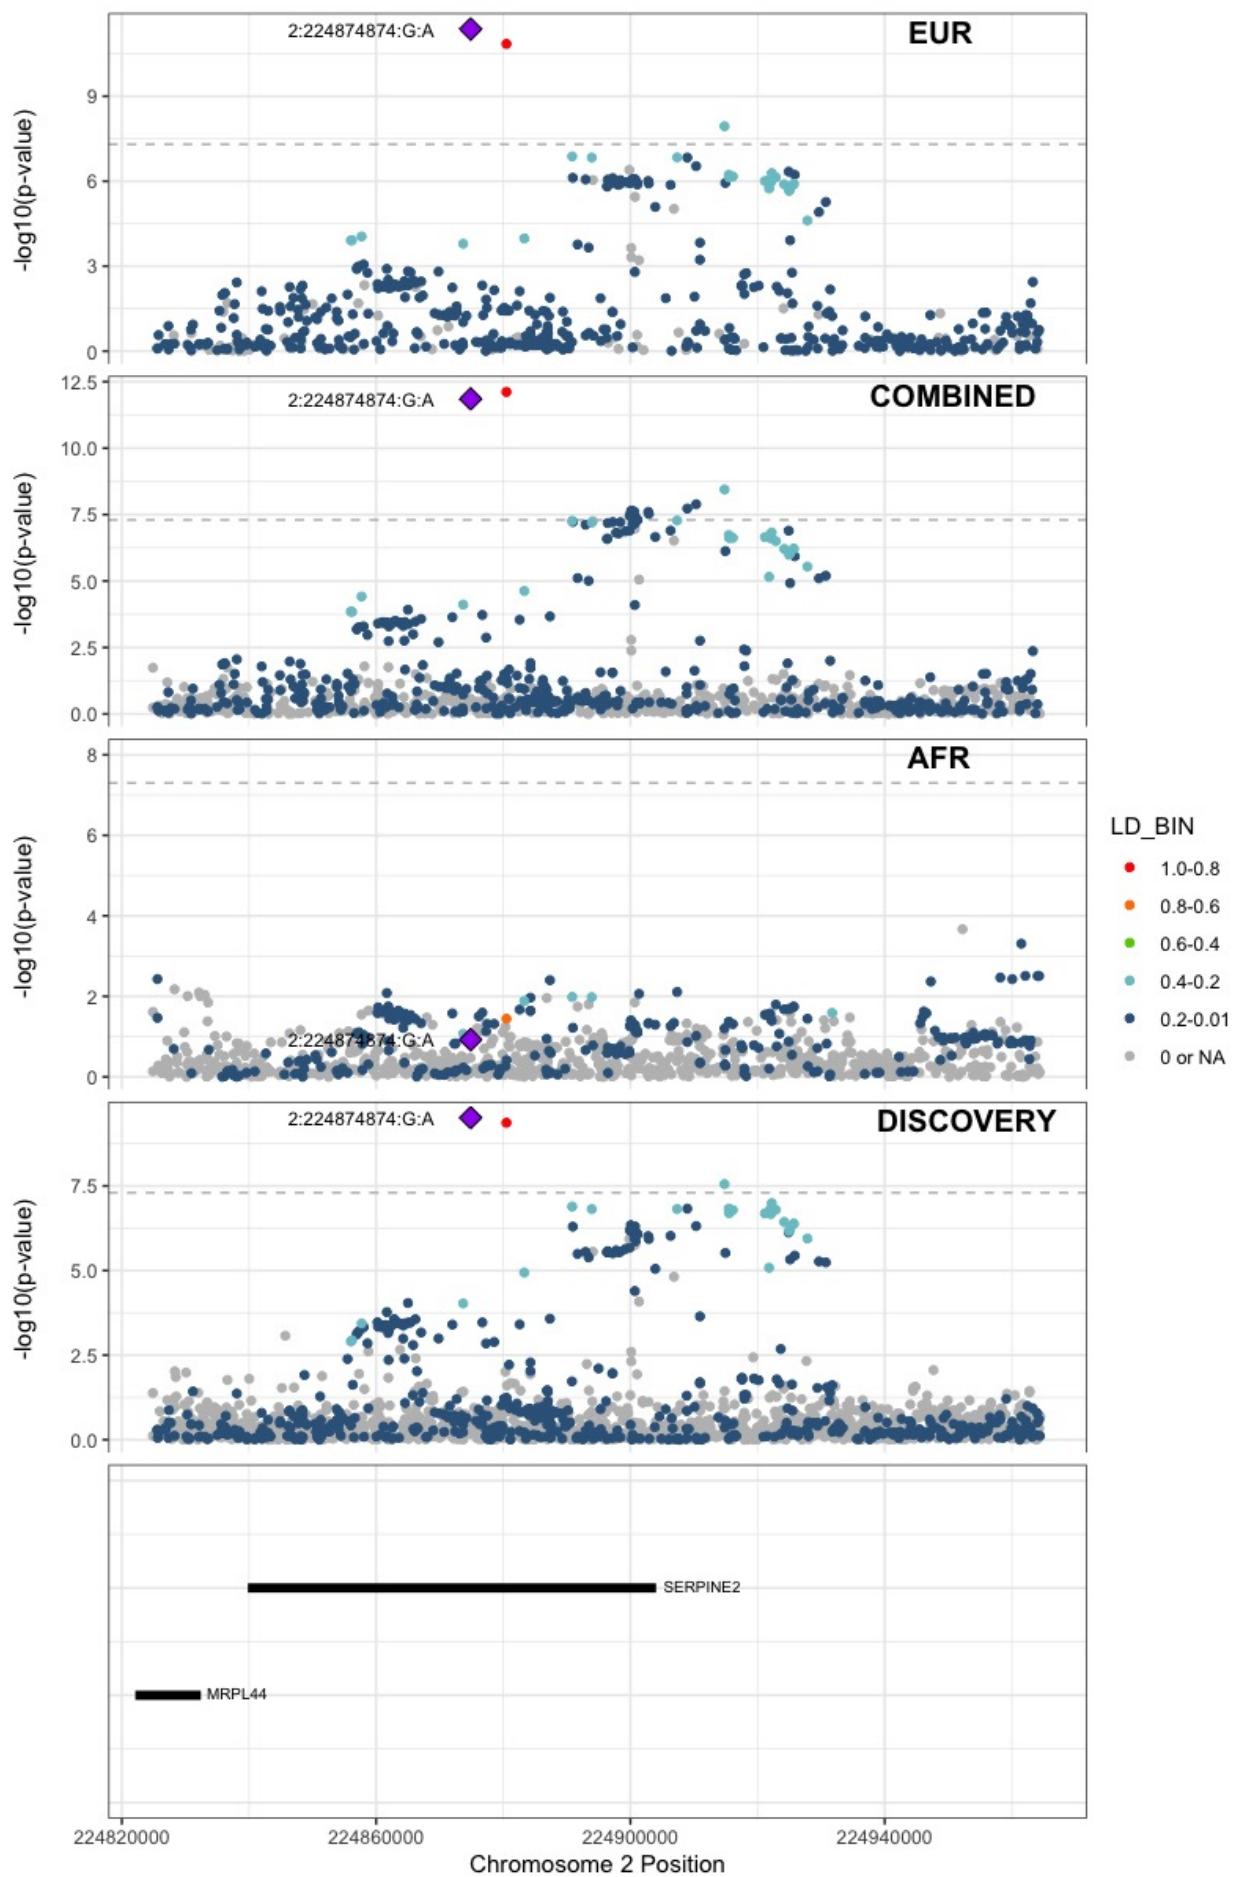 2:224874874:G:A
EUR
9
6
3
0
-log10(p-value)
2:224874874:G:A
COMBINED
12.5
10.0
7.5
5.0
2.5
0.0
-log10(p-value)
AFR
8
6
4
2
0
-log10(p-value)
2:224874874:G:A
LD_BIN
1.0-0.8
0.8-0.6
0.6-0.4
0.4-0.2
0.2-0.01
0 or NA
2:224874874:G:A
DISCOVERY
7.5
5.0
2.5
0.0
-log10(p-value)
SERPINE2
MRPL44
224820000 224860000 224900000 224940000
Chromosome 2 Position